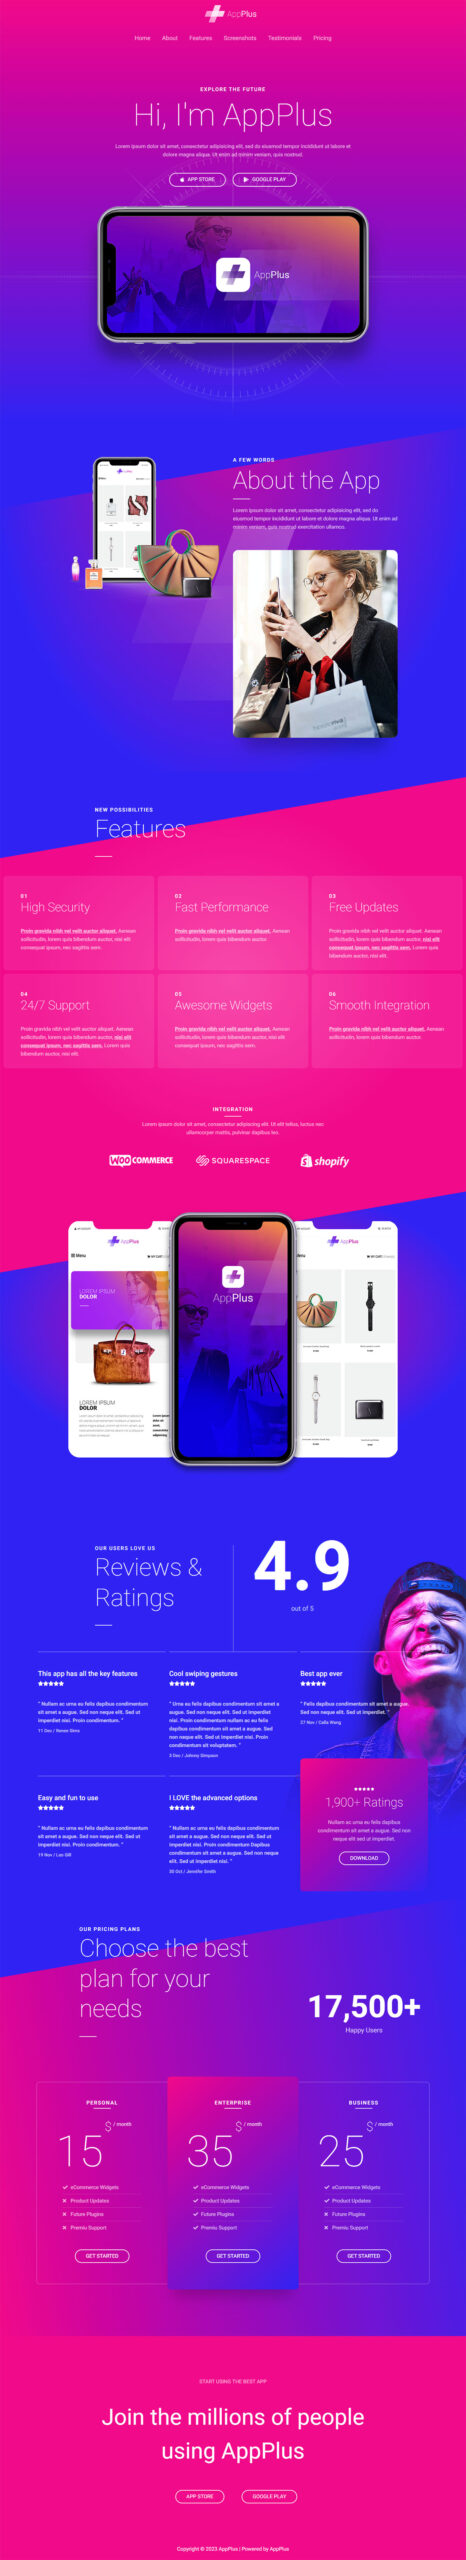 AppPlus
Home About Features Screenshots Testimonials Pricing
EXPLORE THE FUTURE
Hi, I'm AppPlus
Lorem ipsum dolor sit amet, consectetur adipiscing elit, sed do eiusmod tempor incididunt ut labore et
dolore magna aliqua. Ut enim ad minim veniam, quis nostrud.
APP STORE GOOGLE PLAY
AppPlus
A FEW WORDS
About the App
Lorem ipsum dolor sit amet, consectetur adipiscing elit, sed do
eiusmod tempor incididunt ut labore et dolore magna aliqua. Ut enim ad
minim veniam, quis nostrud exercitation ullamco.
NEW POSSIBILITIES
Features
01
High Security
Proin gravida nibh vel velit auctor aliquet. Aenean
sollicitudin, lorem quis bibendum auctor, nisi elit
consequat ipsum, nec sagittis sem.
02
Fast Performance
Proin gravida nibh vel velit auctor aliquet. Aenean
sollicitudin, lorem quis bibendum auctor.
03
Free Updates
Proin gravida nibh vel velit auctor aliquet. Aenean
sollicitudin, lorem quis bibendum auctor, nisi elit
consequat ipsum, nec sagittis sem. Lorem quis
bibendum auctor, nisi elit.
04
24/7 Support
Proin gravida nibh vel velit auctor aliquet. Aenean
sollicitudin, lorem quis bibendum auctor, nisi elit
consequat ipsum, nec sagittis sem. Lorem quis
bibendum auctor, nisi elit.
05
Awesome Widgets
Proin gravida nibh vel velit auctor aliquet. Aenean
sollicitudin, lorem quis bibendum auctor, nisi elit
consequat ipsum, nec sagittis sem.
06
Smooth Integration
Proin gravida nibh vel velit auctor aliquet. Aenean
sollicitudin, lorem quis bibendum auctor.
INTEGRATION
Lorem ipsum dolor sit amet, consectetur adipiscing elit. Ut elit tellus, luctus nec
ullamcorper mattis, pulvinar dapibus leo.
WOO COMMERCE SQUARESPACE shopify
AppPlus
Menu
MY CART
LOREM IPSUM
DOLOR
LOREM IPSUM
DOLOR
AppPlus
AppPlus
Menu
MY CART
OUR USERS LOVE US
Reviews &
Ratings
4.9
out of 5
This app has all the key features
" Nullam ac urna eu felis dapibus condimentum
sit amet a augue. Sed non neque elit. Sed ut
imperdiet nisi. Proin condimentum. "
11 Dec / Renee Sims
Cool swiping gestures
" Urna eu felis dapibus condimentum sit amet a
augue. Sed non neque elit. Sed ut imperdiet
nisi. Proin condimentum nullam ac eu felis
dapibus condimentum sit amet a augue. Sed
non neque elit. Sed ut imperdiet nisi. Proin
condimentum sit voluptatem. "
3 Dec / Johnny Simpson
Best app ever
" Felis dapibus condimentum sit amet a augue.
Sed non neque elit. Sed ut imperdiet. "
27 Nov / Calla Wang
Easy and fun to use
" Nullam ac urna eu felis dapibus condimentum
sit amet a augue. Sed non neque elit. Sed ut
imperdiet nisi. Proin condimentum. "
19 Nov / Leo Gill
I LOVE the advanced options
" Nullam ac urna eu felis dapibus condimentum
sit amet a augue. Sed non neque elit. Sed ut
imperdiet nisi. Proin condimentum Dapibus
condimentum sit amet a augue. Sed non neque
elit. Sed ut imperdiet nisi. "
30 Oct / Jennifer Smith
1,900+ Ratings
Nullam ac urna eu felis dapibus
condimentum sit amet a augue. Sed non
neque elit sed ut imperdiet.
DOWNLOAD
OUR PRICING PLANS
Choose the best
plan for your
needs
17,500+
Happy Users
PERSONAL
15 $ / month
eCommerce Widgets
Product Updates
Future Plugins
Premiu Support
GET STARTED
ENTERPRISE
35 $ / month
eCommerce Widgets
Product Updates
Future Plugins
Premiu Support
GET STARTED
BUSINESS
25 $ / month
eCommerce Widgets
Product Updates
Future Plugins
Premiu Support
GET STARTED
START USING THE BEST APP
Join the millions of people
using AppPlus
APP STORE GOOGLE PLAY
Copyright © 2023 AppPlus | Powered by AppPlus